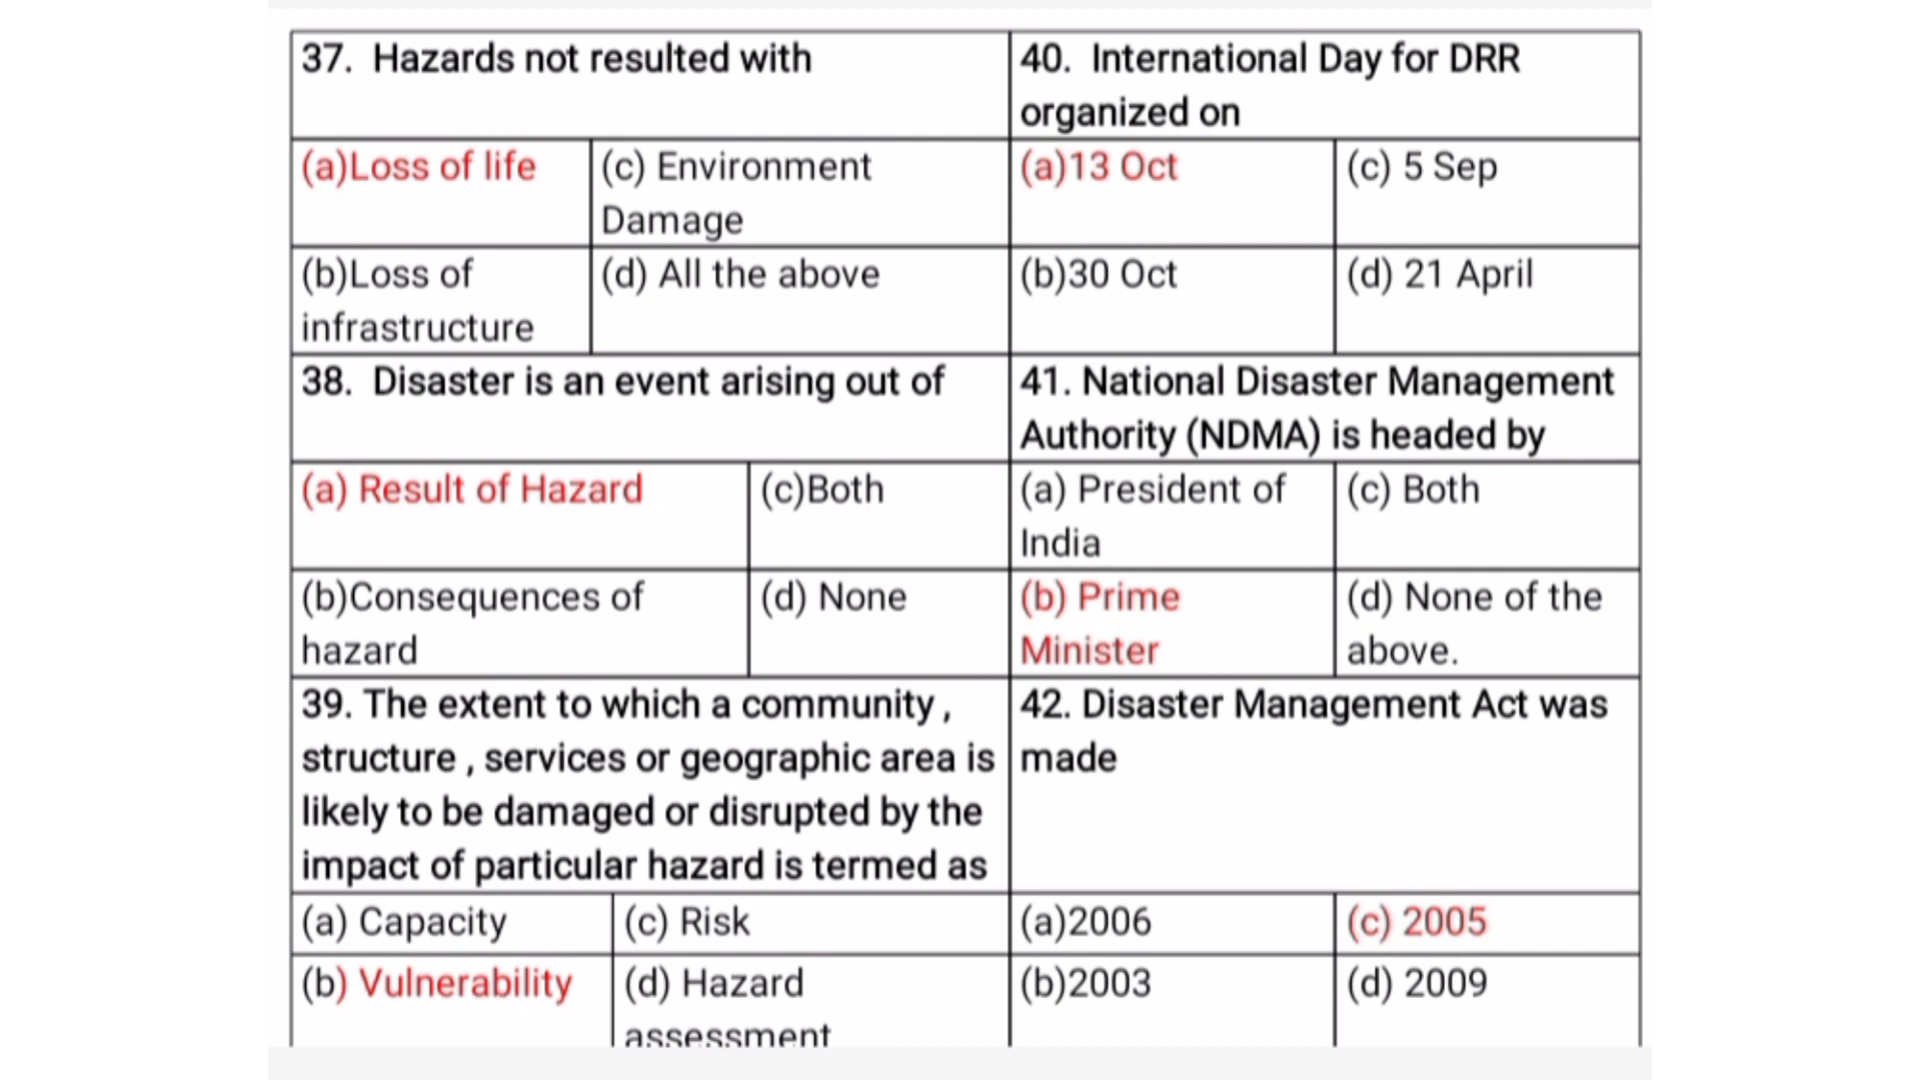 37.  Hazards not resulted with
(a)Loss of life
(c) Environment
Damage
(b)Loss of
infrastructure
(d) All the above
38.  Disaster is an event arising out of
(a) Result of Hazard
(c)Both
(b)Consequences of
hazard
(d) None
39. The extent to which a community ,
structure , services or geographic area is
likely to be damaged or disrupted by the
impact of particular hazard is termed as
(a) Capacity
(c) Risk
(b) Vulnerability
(d) Hazard
assessment
40.  International Day for DRR
organized on
(a)13 Oct
(c) 5 Sep
(b)30 Oct
(d) 21 April
41. National Disaster Management
Authority (NDMA) is headed by
(a) President of
India
(c) Both
(b) Prime
Minister
(d) None of the
above.
42. Disaster Management Act was
made
(a)2006
(c) 2005
(b)2003
(d) 2009